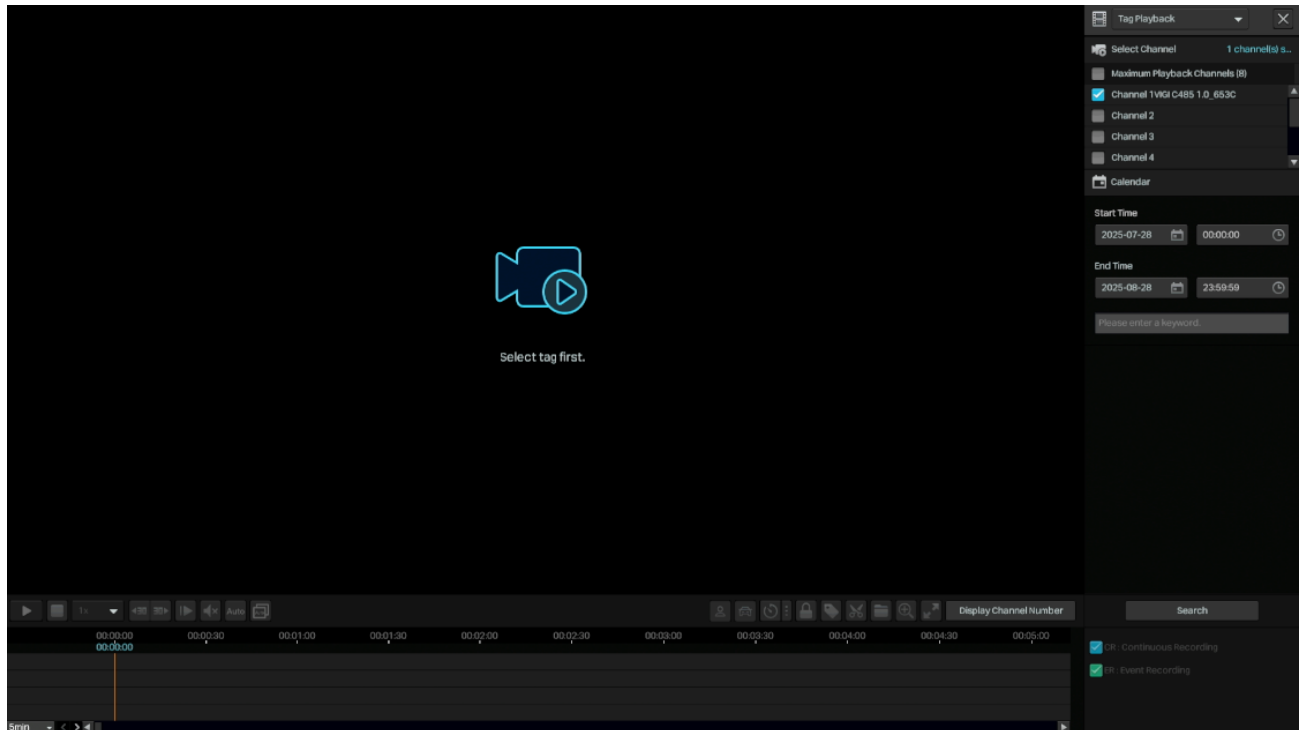 Tag Playback
Select Channel 1 channel(s) s...
Maximum Playback Channels (8)
Channel 1VIGI C485 1.0_653C
Channel 2
Channel 3
Channel 4
Calendar
Start Time
2025-07-28 00:00:00
End Time
2025-08-28 23:59:59
Please enter a keyword.
Select tag first.
1x Auto Display Channel Number Search
00:00:00 00:00:30 00:01:00 00:01:30 00:02:00 00:02:30 00:03:00 00:03:30 00:04:00 00:04:30 00:05:00
00:00:00
CR : Continuous Recording
ER : Event Recording
5min